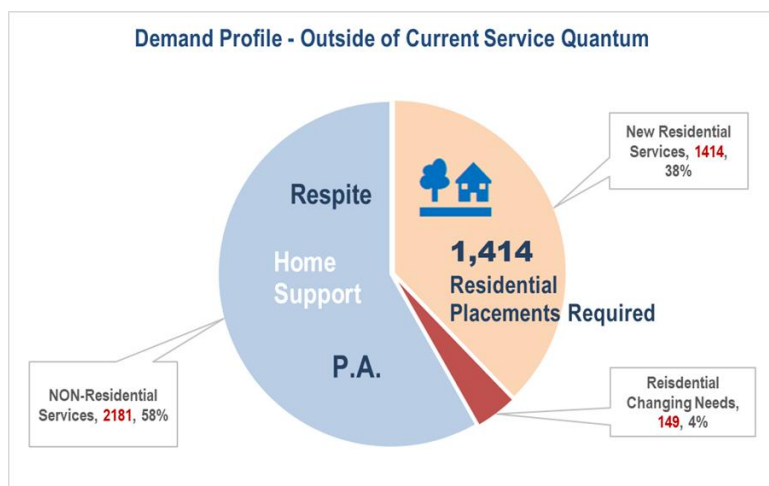 Demand Profile - Outside of Current Service Quantum
New Residential
Services, 1414,
38%
Respite
1,414
Residential
Placements Required
Home
Support
P.A.
NON-Residential
Services, 2181, 58%
Reisdential
Changing Needs,
149, 4%